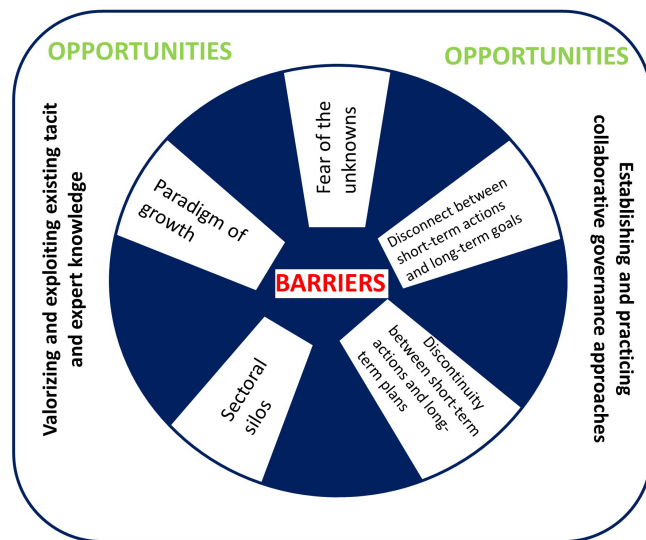 OPPORTUNITIES
OPPORTUNITIES
Valorizing and exploiting existing tacit
and expert knowledge
Establishing and practicing
collaborative governance approaches
Fear of the
unknowns
Paradigm of
growth
Disconnect between
short-term actions
and long-term goals
BARRIERS
Sectoral
silos
Discontinuity
between short-term
actions and long-
term plans